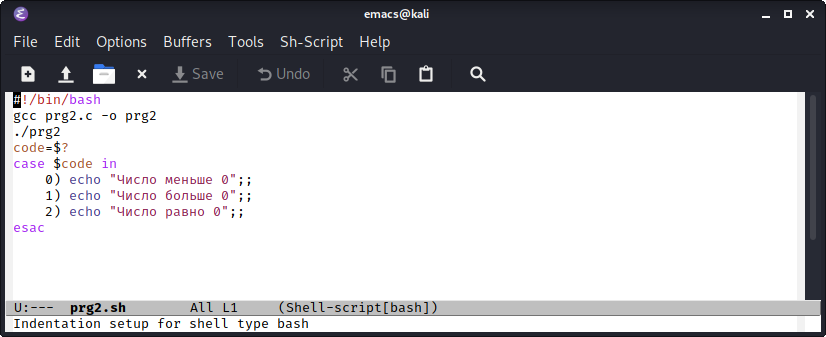 emacs@kali
File Edit Options Buffers Tools Sh-Script Help
Save Undo
#!/bin/bash
gcc prg2.c -o prg2
./prg2
code=$?
case $code in
    0) echo "Число меньше 0";;
    1) echo "Число больше 0";;
    2) echo "Число равно 0";;
esac
U:--- prg2.sh All L1 (Shell-script[bash])
Indentation setup for shell type bash